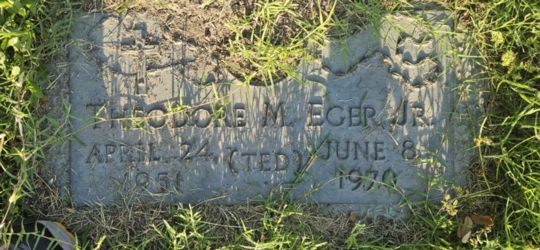 THEODORE M. EGER, JR.
APRIL 24 (TED) JUNE 8
1951 1970